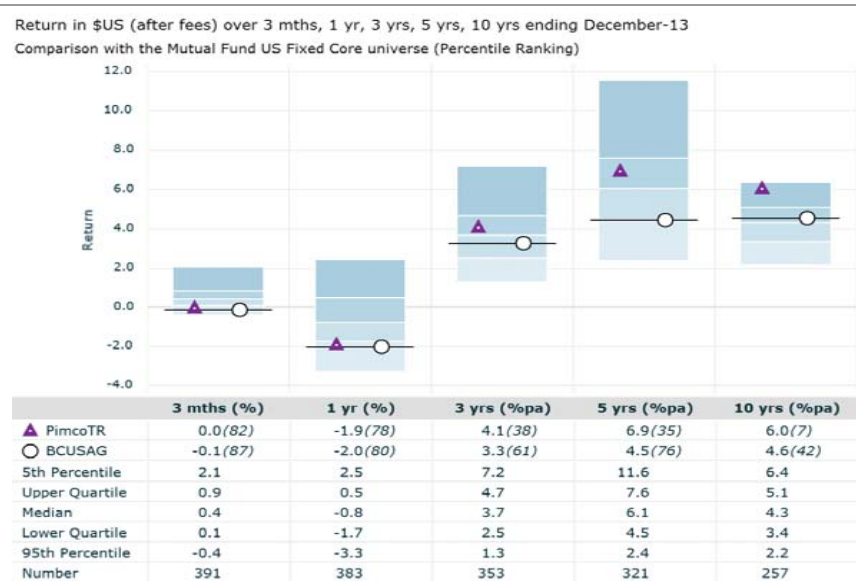 Return in $US (after fees) over 3 mths, 1 yr, 3 yrs, 5 yrs, 10 yrs ending December-13
Comparison with the Mutual Fund US Fixed Core universe (Percentile Ranking)
12.0
10.0
8.0
6.0
4.0
2.0
0.0
-2.0
-4.0
Return
3 mths (%) 1 yr (%) 3 yrs (%pa) 5 yrs (%pa) 10 yrs (%pa)
PimcoTR 0.0(82) -1.9(78) 4.1(38) 6.9(35) 6.0(7)
BCUSAG -0.1(87) -2.0(80) 3.3(61) 4.5(76) 4.6(42)
5th Percentile 2.1 2.5 7.2 11.6 6.4
Upper Quartile 0.9 0.5 4.7 7.6 5.1
Median 0.4 -0.8 3.7 6.1 4.3
Lower Quartile 0.1 -1.7 2.5 4.5 3.4
95th Percentile -0.4 -3.3 1.3 2.4 2.2
Number 391 383 353 321 257